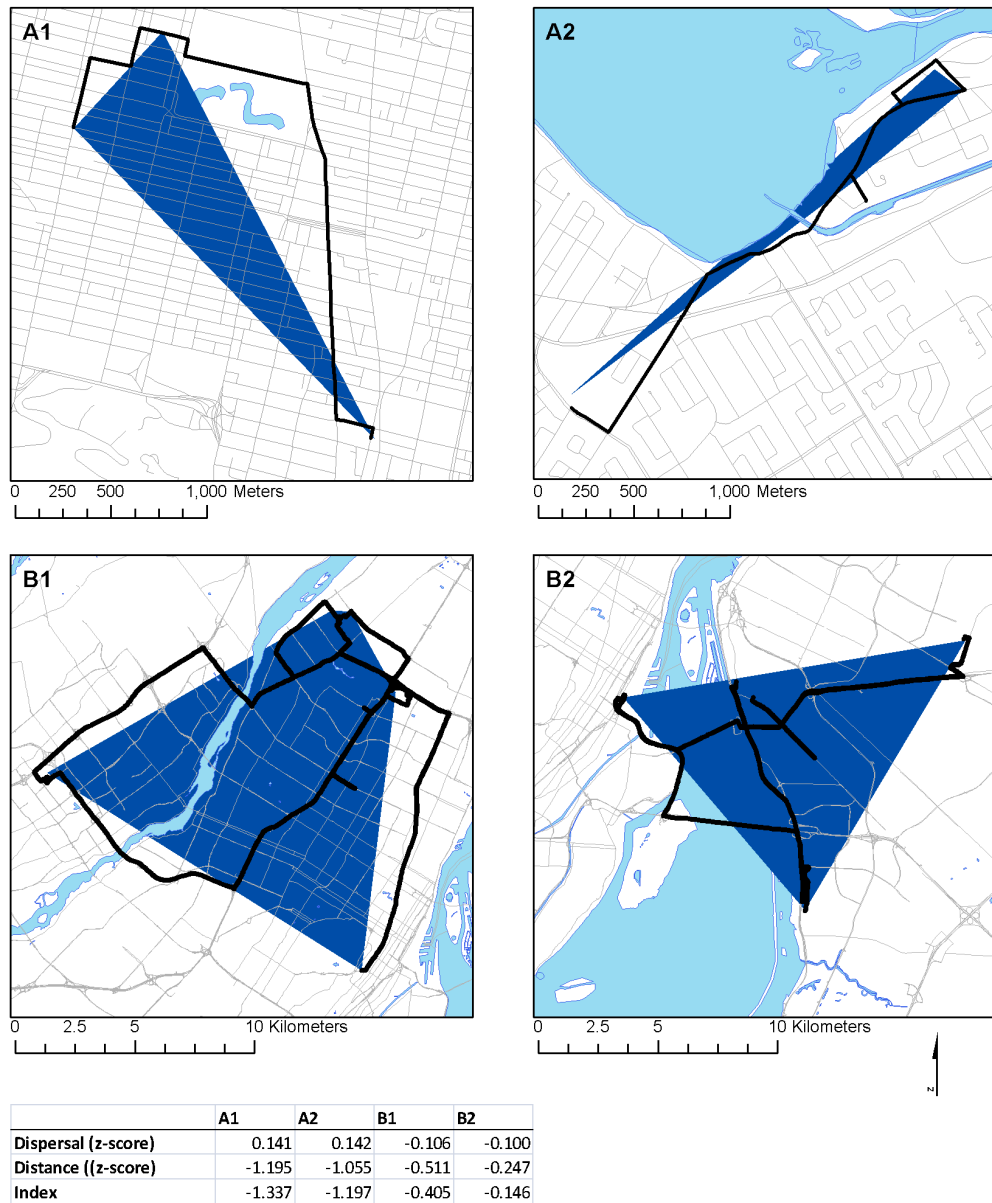 A1
A2
0 250 500 1,000 Meters
0 250 500 1,000 Meters
B1
B2
0 2.5 5 10 Kilometers
0 2.5 5 10 Kilometers
z
A1 A2 B1 B2
Dispersal (z-score) 0.141 0.142 -0.106 -0.100
Distance ((z-score) -1.195 -1.055 -0.511 -0.247
Index -1.337 -1.197 -0.405 -0.146